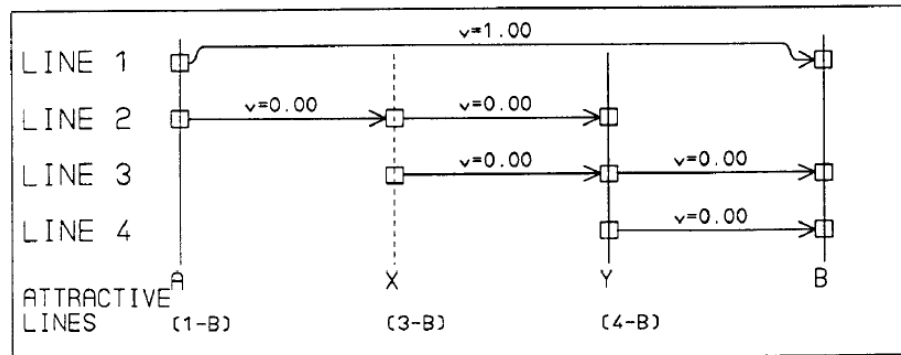 v=1.00
LINE 1
v=0.00 v=0.00
LINE 2
v=0.00 v=0.00
LINE 3
v=0.00
LINE 4
A X Y B
ATTRACTIVE
LINES (1-B) (3-B) (4-B)